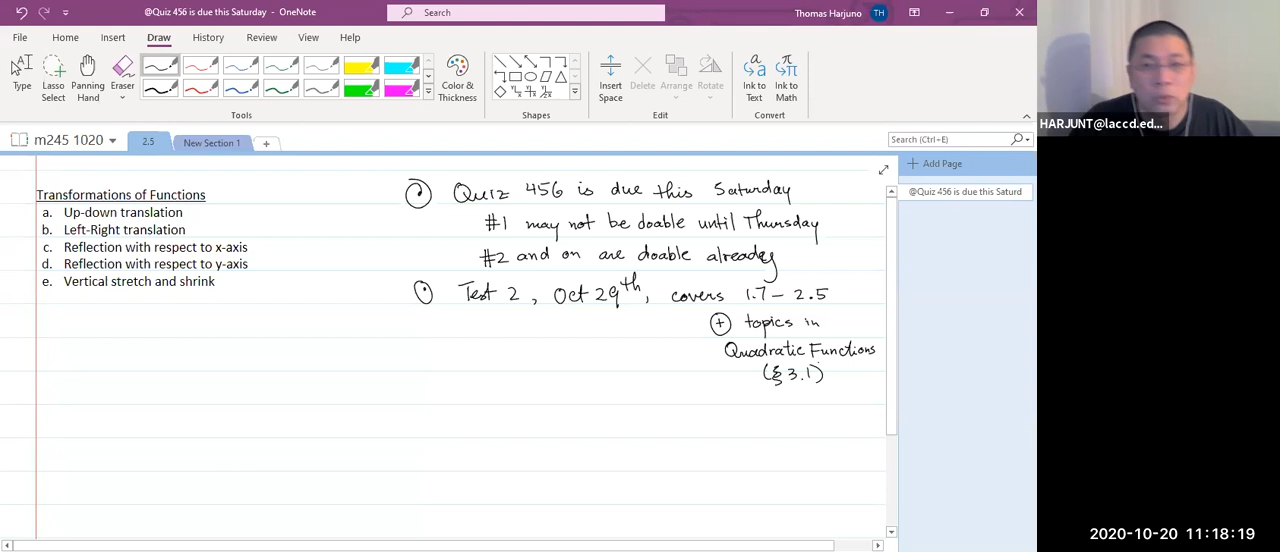 @Quiz 456 is due this Saturday - OneNote
Search
Thomas Harjuno
TH
File Home Insert Draw History Review View Help
Type
Lasso Select
Panning Hand
Eraser
Color & Thickness
Insert Space
Delete
Arrange
Rotate
Ink to Text
Ink to Math
Tools
Shapes
Edit
Convert
HARJUNT@laccd.ed...
m245 1020
2.5
New Section 1
Search (Ctrl+E)
Add Page
@Quiz 456 is due this Saturd
Transformations of Functions
a. Up-down translation
b. Left-Right translation
c. Reflection with respect to x-axis
d. Reflection with respect to y-axis
e. Vertical stretch and shrink
Quiz 456 is due this Saturday
#1 may not be doable until Thursday
#2 and on are doable already
Test 2, Oct 29th, covers 1.7 - 2.5
+ topics in
Quadratic Functions
(§ 3.1)
2020-10-20 11:18:19